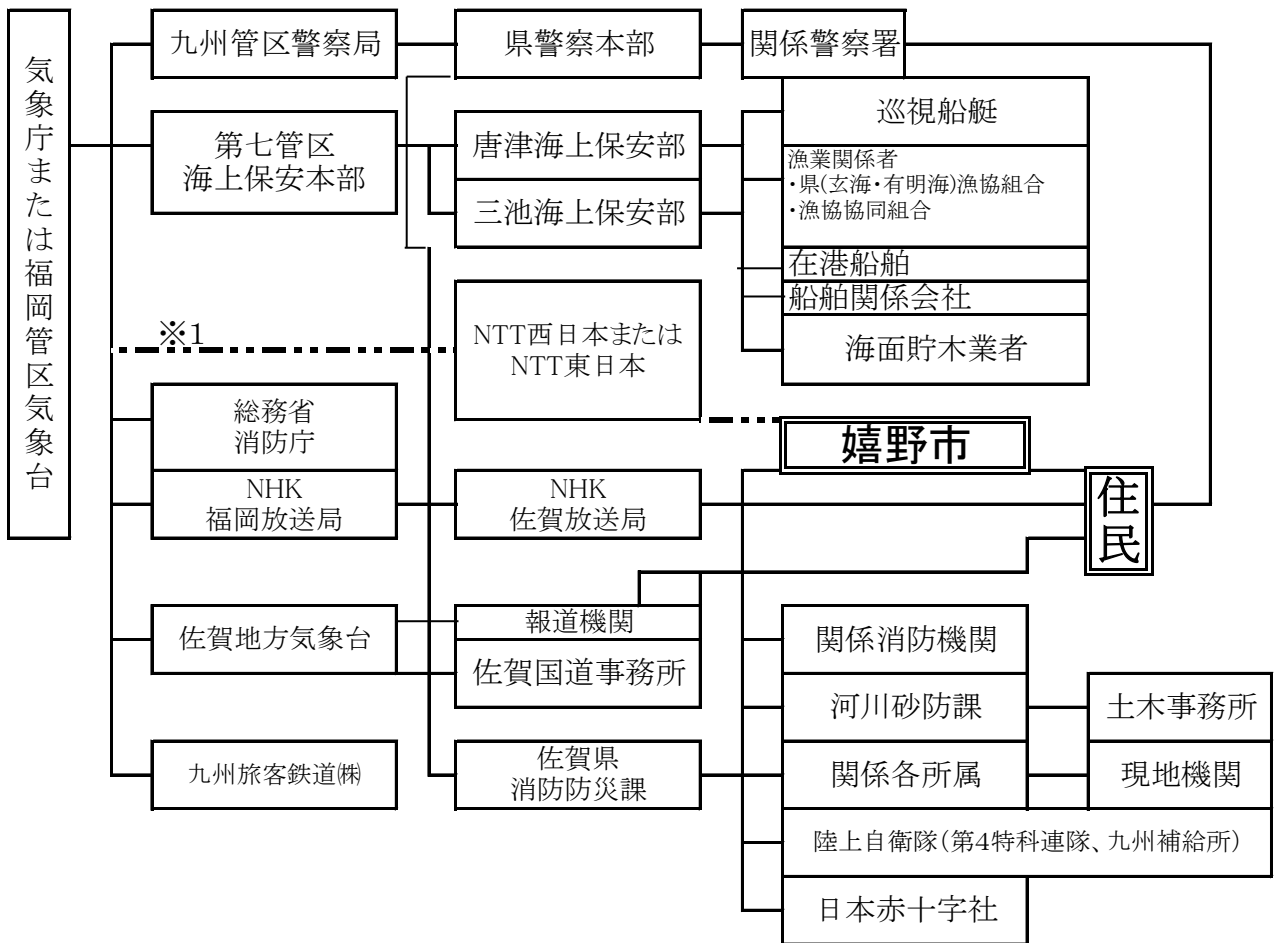 気象庁または福岡管区気象台
九州管区警察局
県警察本部
関係警察署
第七管区
海上保安本部
唐津海上保安部
三池海上保安部
巡視船艇
漁業関係者
・県(玄海・有明海)漁協組合
・漁協協同組合
在港船舶
船舶関係会社
海面貯木業者
※1
NTT西日本または
NTT東日本
総務省
消防庁
嬉野市
NHK
福岡放送局
NHK
佐賀放送局
住民
佐賀地方気象台
報道機関
佐賀国道事務所
関係消防機関
河川砂防課
土木事務所
九州旅客鉄道㈱
佐賀県
消防防災課
関係各所属
現地機関
陸上自衛隊(第4特科連隊、九州補給所)
日本赤十字社